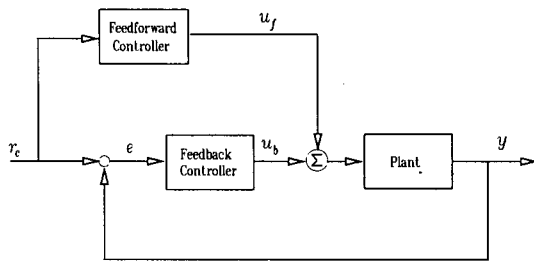 Feedforward
Controller
u_f
r_c
e
Feedback
Controller
u_b
Σ
Plant
y